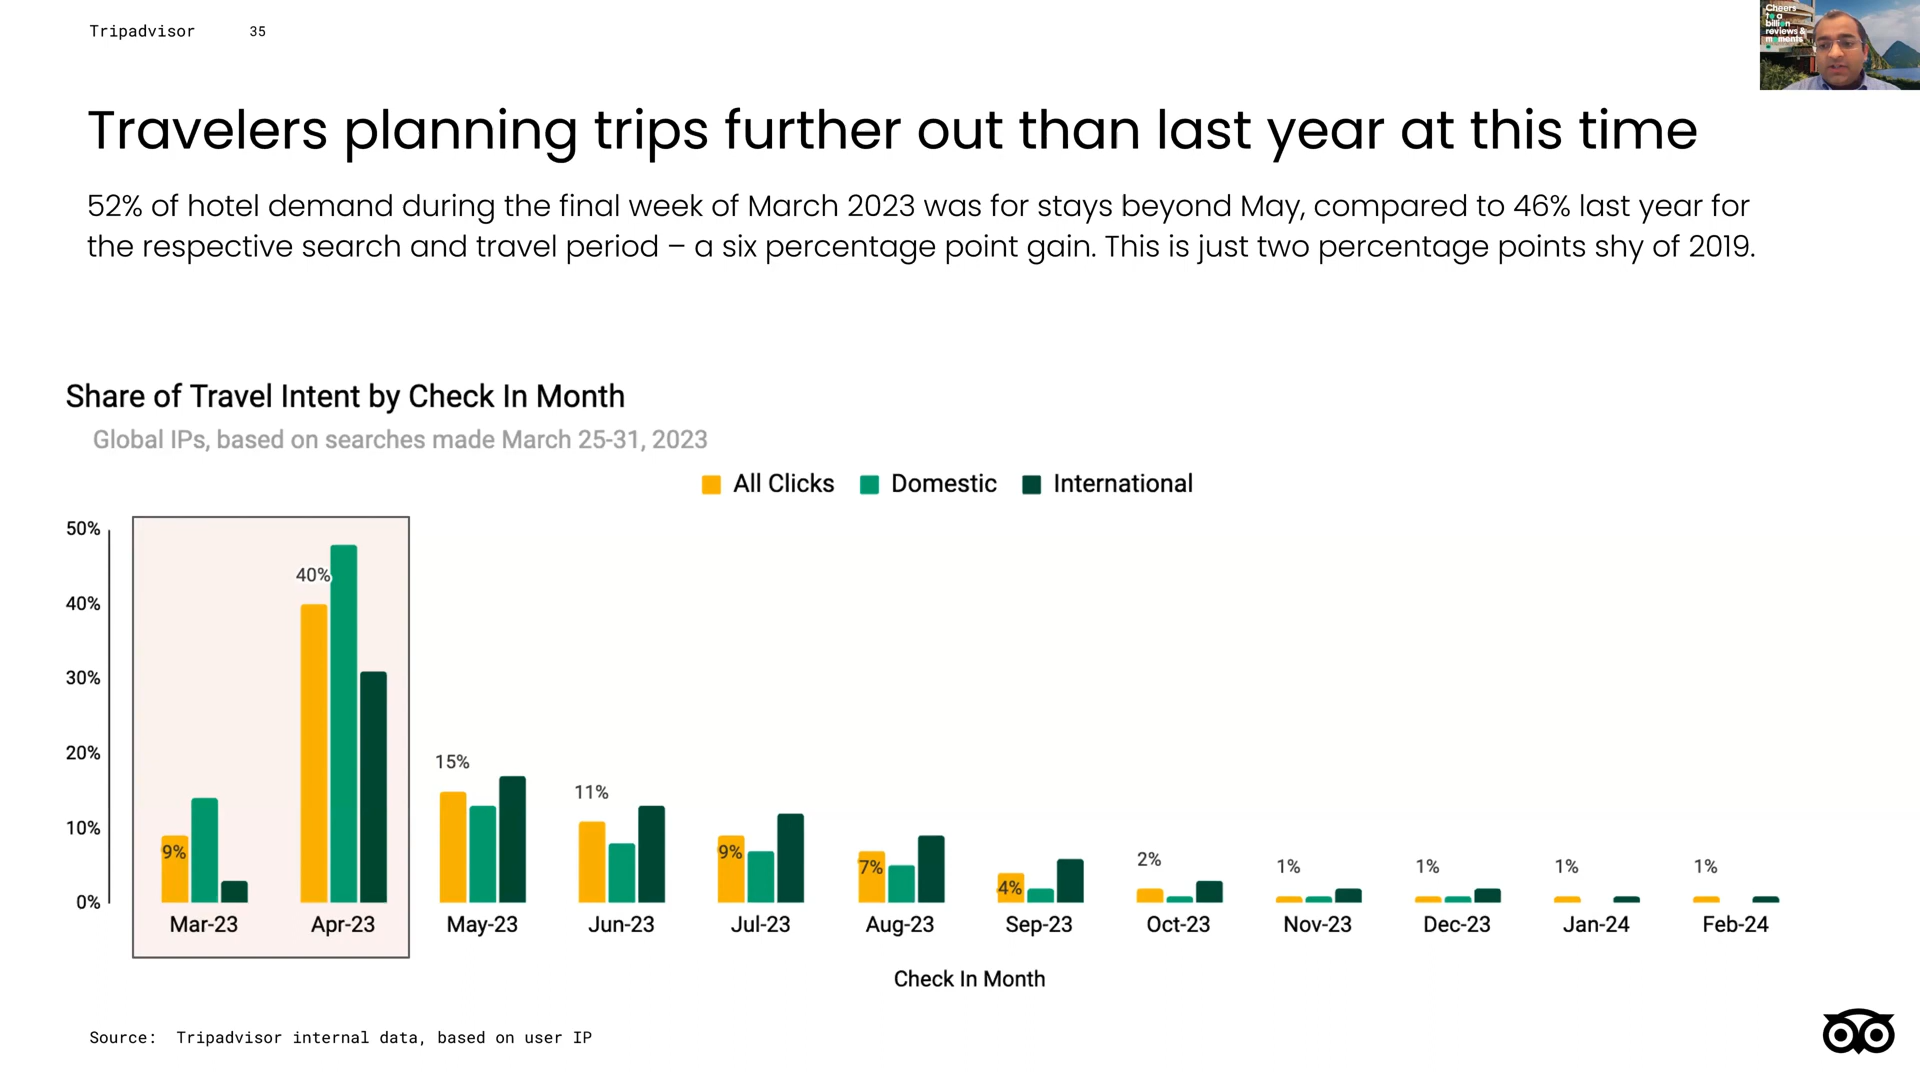 Tripadvisor 35
Cheers
to a
billion
reviews &
moments
Travelers planning trips further out than last year at this time
52% of hotel demand during the final week of March 2023 was for stays beyond May, compared to 46% last year for
the respective search and travel period – a six percentage point gain. This is just two percentage points shy of 2019.
Share of Travel Intent by Check In Month
Global IPs, based on searches made March 25-31, 2023
All Clicks Domestic International
50%
40%
30%
20%
10%
0%
9% 40% 15% 11% 9% 7% 4% 2% 1% 1% 1% 1%
Mar-23 Apr-23 May-23 Jun-23 Jul-23 Aug-23 Sep-23 Oct-23 Nov-23 Dec-23 Jan-24 Feb-24
Check In Month
Source: Tripadvisor internal data, based on user IP